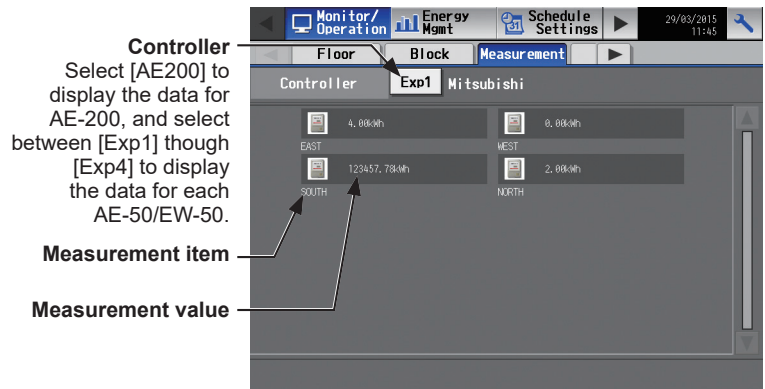 Monitor/
Operation
Energy
Mgmt
Schedule
Settings
29/03/2015
11:45
Floor
Block
Measurement
Controller
Exp1
Mitsubishi
4.00kWh
EAST
0.00kWh
WEST
123457.78kWh
SOUTH
2.00kWh
NORTH
Controller
Select [AE200] to
display the data for
AE-200, and select
between [Exp1] though
[Exp4] to display
the data for each
AE-50/EW-50.
Measurement item
Measurement value